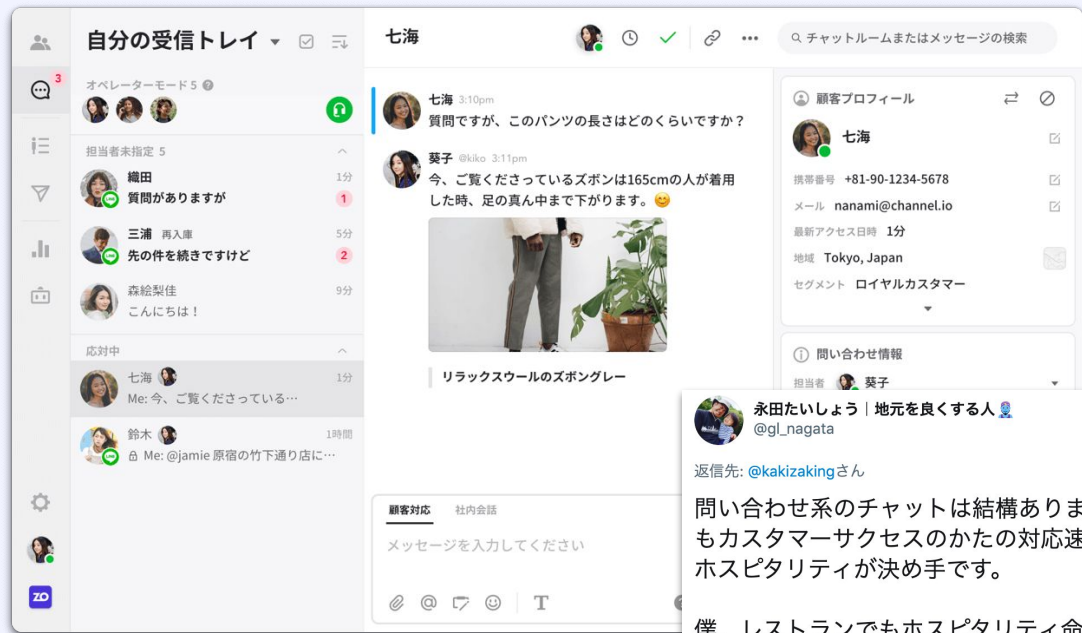 3
自分の受信トレイ
オペレーターモード 5
担当者未指定 5
織田
1分
質問がありますが
1
三浦 再入庫
5分
先の件を続きですけど
2
森絵梨佳
9分
こんにちは！
応対中
七海
1分
Me: 今、ご覧くださっている…
鈴木
1時間
Me: @jamie 原宿の竹下通り店に…
ZO
七海
チャットルームまたはメッセージの検索
七海 3:10pm
質問ですが、このパンツの長さはどのくらいですか？
葵子 @kiko 3:11pm
今、ご覧くださっているズボンは165cmの人が着用
した時、足の真ん中まで下がります。😊
リラックスウールのズボングレー
顧客対応 社内会話
メッセージを入力してください
T
顧客プロフィール
七海
携帯番号 +81-90-1234-5678
メール nanami@channel.io
最新アクセス日時 1分
地域 Tokyo, Japan
セグメント ロイヤルカスタマー
問い合わせ情報
担当者 葵子
永田たいしょう｜地元を良くする人
@gl_nagata
返信先: @kakizakingさん
問い合わせ系のチャットは結構ありま
もカスタマーサクセスのかたの対応速
ホスピタリティが決め手です。
僕、レストランでもホスピタリティ命